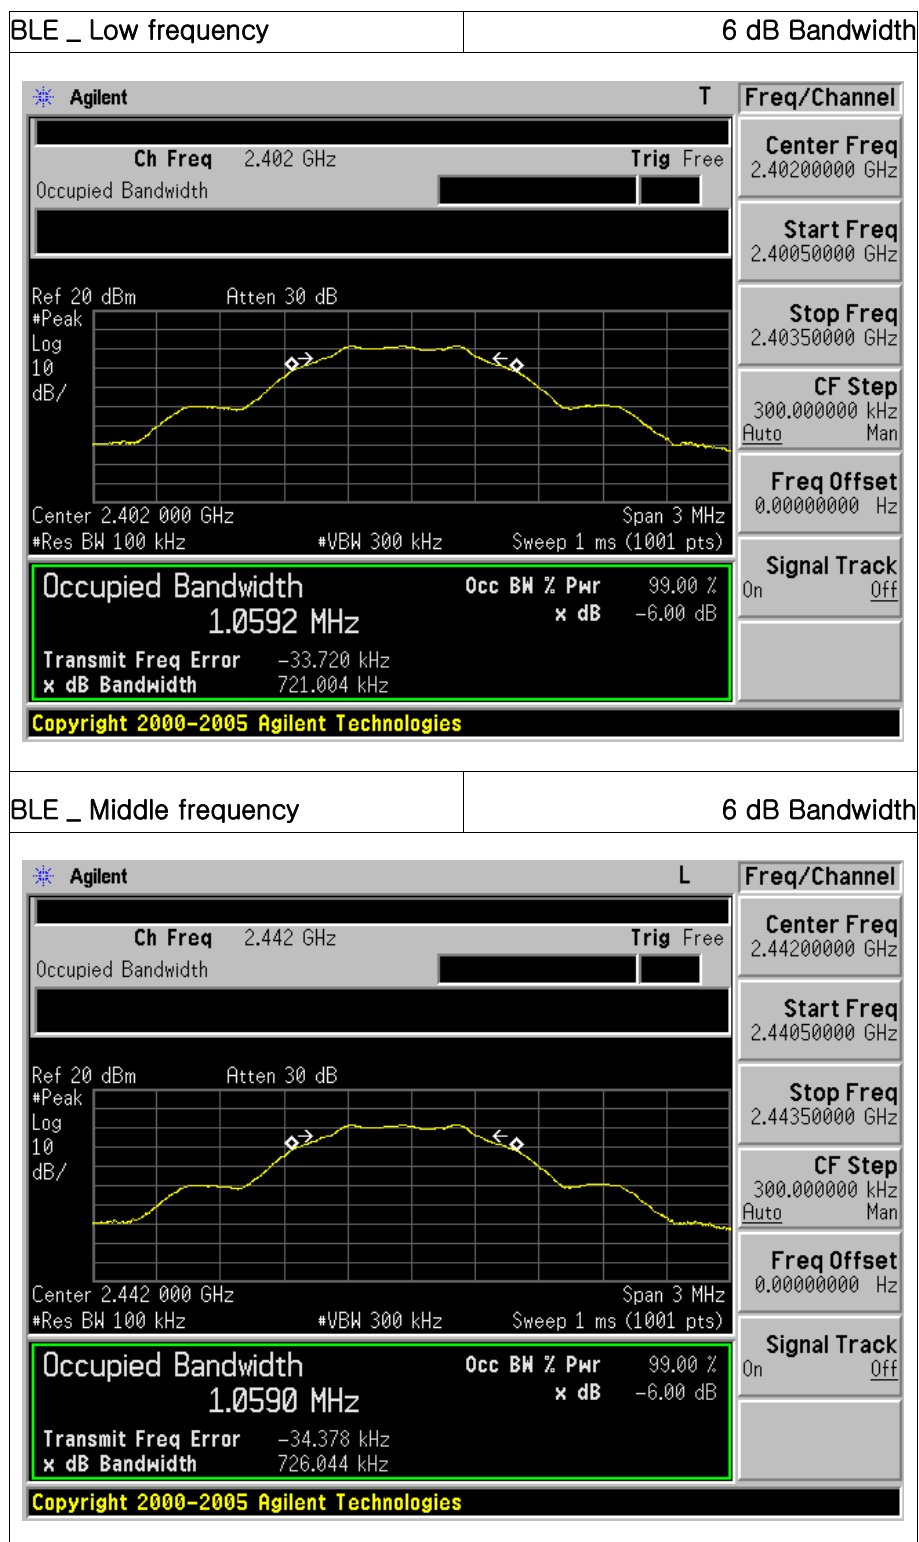 BLE _ Low frequency 6 dB Bandwidth
Agilent T Freq/Channel
Ch Freq 2.402 GHz Trig Free
Occupied Bandwidth
Center Freq
2.40200000 GHz
Start Freq
2.40050000 GHz
Stop Freq
2.40350000 GHz
CF Step
300.000000 kHz
Auto Man
Freq Offset
0.00000000 Hz
Signal Track
On Off
Ref 20 dBm Atten 30 dB
#Peak
Log
10
dB/
Center 2.402 000 GHz Span 3 MHz
#Res BW 100 kHz #VBW 300 kHz Sweep 1 ms (1001 pts)
Occupied Bandwidth Occ BW % Pwr 99.00 %
1.0592 MHz x dB -6.00 dB
Transmit Freq Error -33.720 kHz
x dB Bandwidth 721.004 kHz
Copyright 2000-2005 Agilent Technologies
BLE _ Middle frequency 6 dB Bandwidth
Agilent L Freq/Channel
Ch Freq 2.442 GHz Trig Free
Occupied Bandwidth
Center Freq
2.44200000 GHz
Start Freq
2.44050000 GHz
Stop Freq
2.44350000 GHz
CF Step
300.000000 kHz
Auto Man
Freq Offset
0.00000000 Hz
Signal Track
On Off
Ref 20 dBm Atten 30 dB
#Peak
Log
10
dB/
Center 2.442 000 GHz Span 3 MHz
#Res BW 100 kHz #VBW 300 kHz Sweep 1 ms (1001 pts)
Occupied Bandwidth Occ BW % Pwr 99.00 %
1.0590 MHz x dB -6.00 dB
Transmit Freq Error -34.378 kHz
x dB Bandwidth 726.044 kHz
Copyright 2000-2005 Agilent Technologies